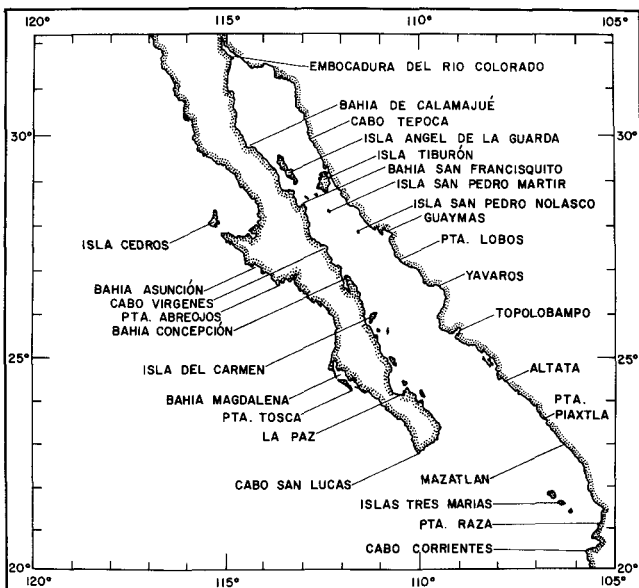 120° 115° 110° 105°
EMBOCADURA DEL RIO COLORADO
BAHIA DE CALAMAJUÉ
CABO TEPOCA
30° 30°
ISLA ANGEL DE LA GUARDA
ISLA TIBURÓN
BAHIA SAN FRANCISQUITO
ISLA SAN PEDRO MARTIR
ISLA SAN PEDRO NOLASCO
GUAYMAS
ISLA CEDROS
PTA. LOBOS
YAVAROS
BAHIA ASUNCIÓN
CABO VIRGENES
PTA. ABREOJOS
BAHIA CONCEPCIÓN
TOPOLOBAMPO
25° 25°
ISLA DEL CARMEN
ALTATA
BAHIA MAGDALENA
PTA. TOSCA
LA PAZ
PTA.
PIAXTLA
CABO SAN LUCAS
MAZATLAN
ISLAS TRES MARIAS
PTA. RAZA
CABO CORRIENTES
20° 20°
120° 115° 110° 105°